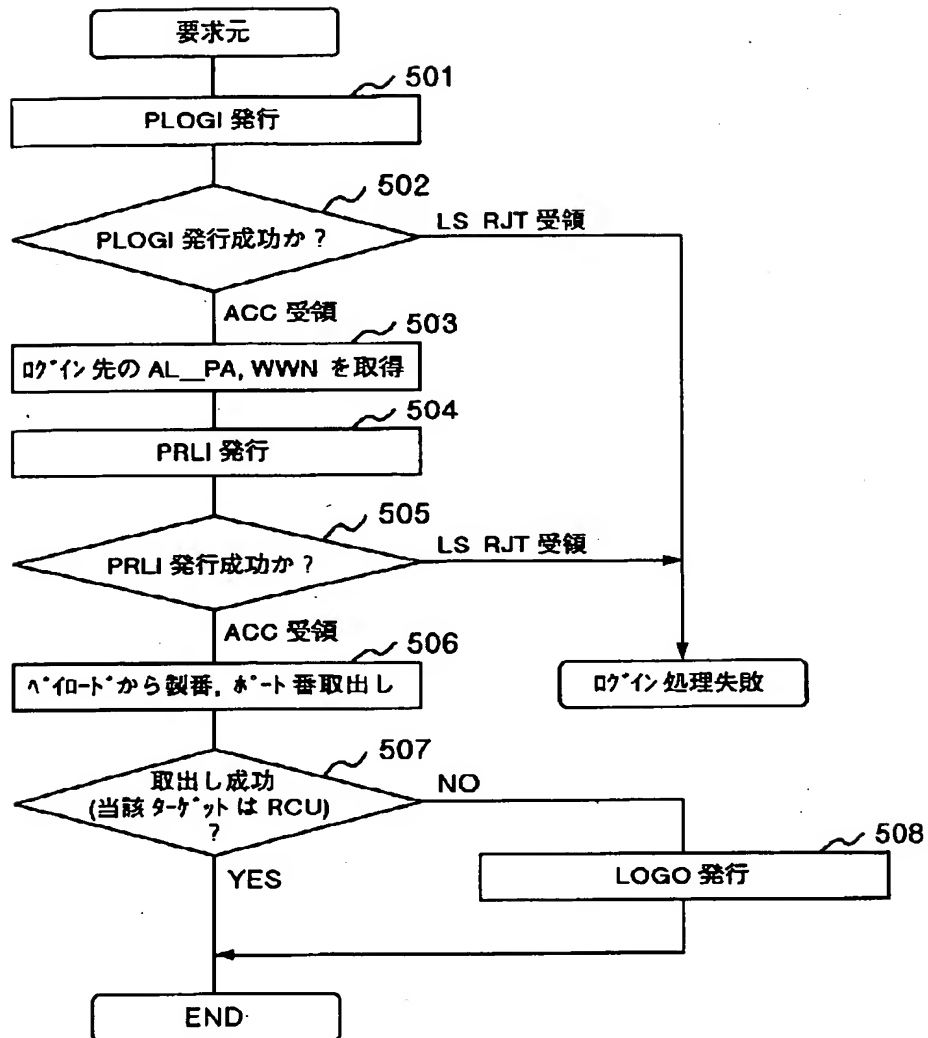 要求元
501
PLOGI 発行
502
PLOGI 発行成功か？
LS RJT 受領
ACC 受領
503
ﾛｸﾞｲﾝ 先の AL__PA, WWN を取得
504
PRLI 発行
505
PRLI 発行成功か？
LS RJT 受領
ACC 受領
506
ﾍﾟｲﾛｰﾄﾞから製番, ﾎﾟｰﾄ 番取出し
ﾛｸﾞｲﾝ 処理失敗
507
取出し成功
(当該 ﾀｰｹﾞｯﾄ は RCU)
？
NO
508
LOGO 発行
YES
END